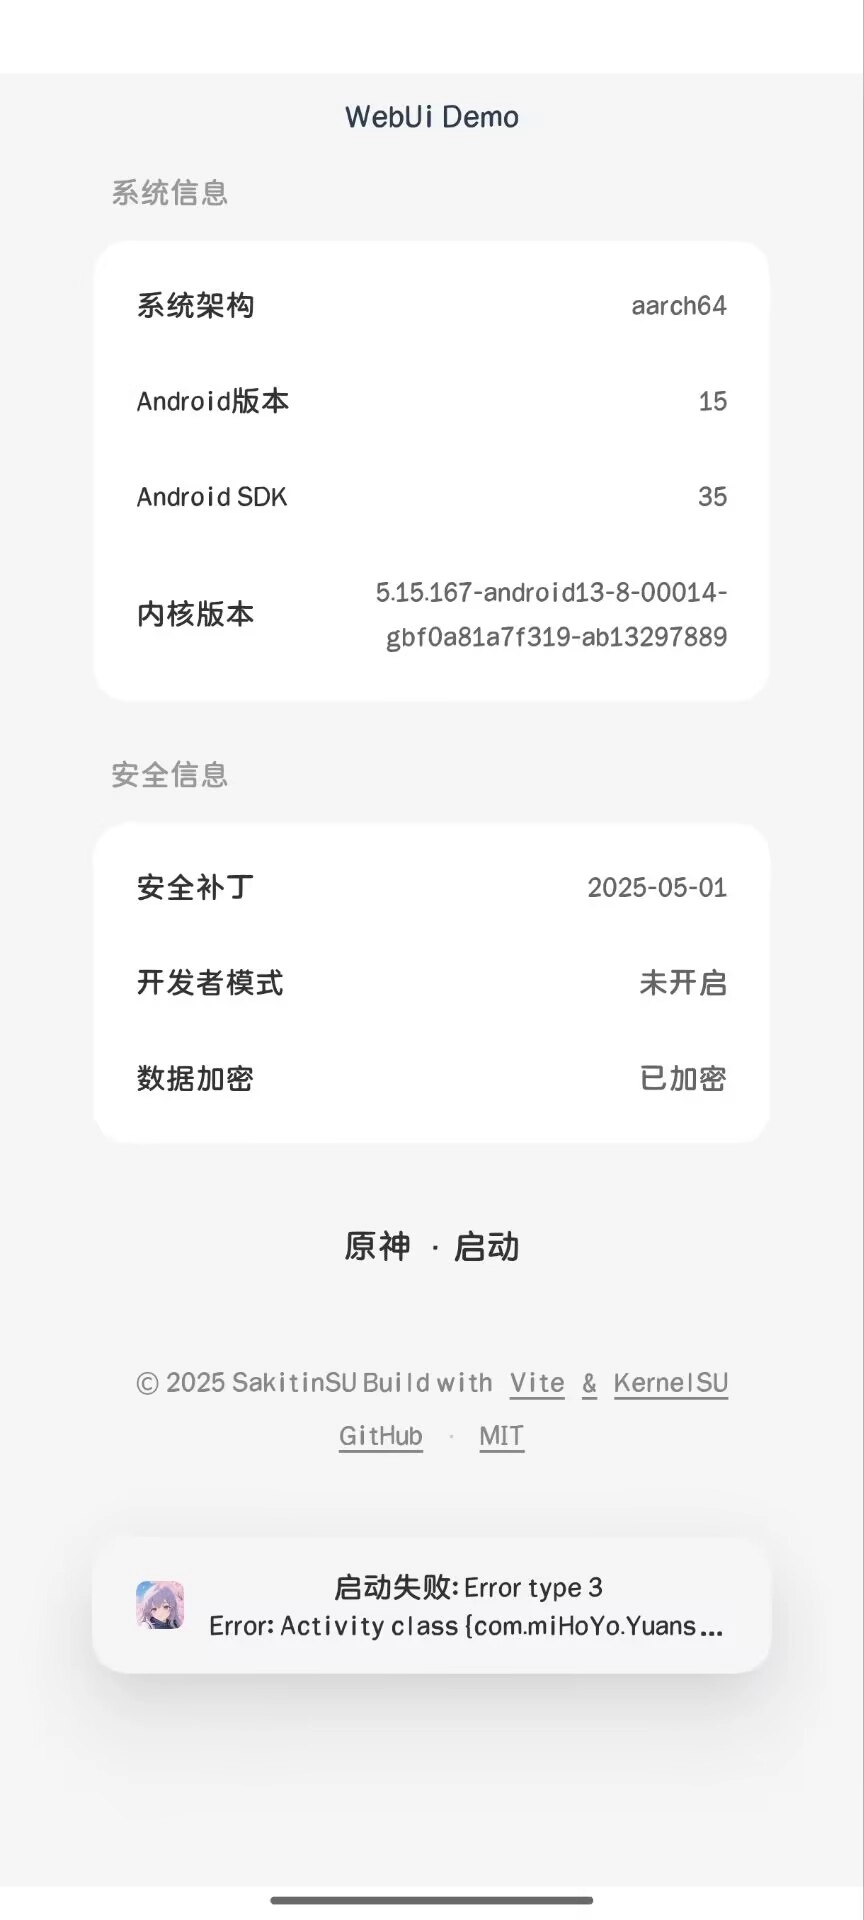 WebUi Demo
系统信息
系统架构 aarch64
Android版本 15
Android SDK 35
内核版本 5.15.167-android13-8-00014-
gbf0a81a7f319-ab13297889
安全信息
安全补丁 2025-05-01
开发者模式 未开启
数据加密 已加密
原神 · 启动
© 2025 SakitinSU Build with Vite & KernelSU
GitHub · MIT
启动失败: Error type 3
Error: Activity class {com.miHoYo.Yuans...